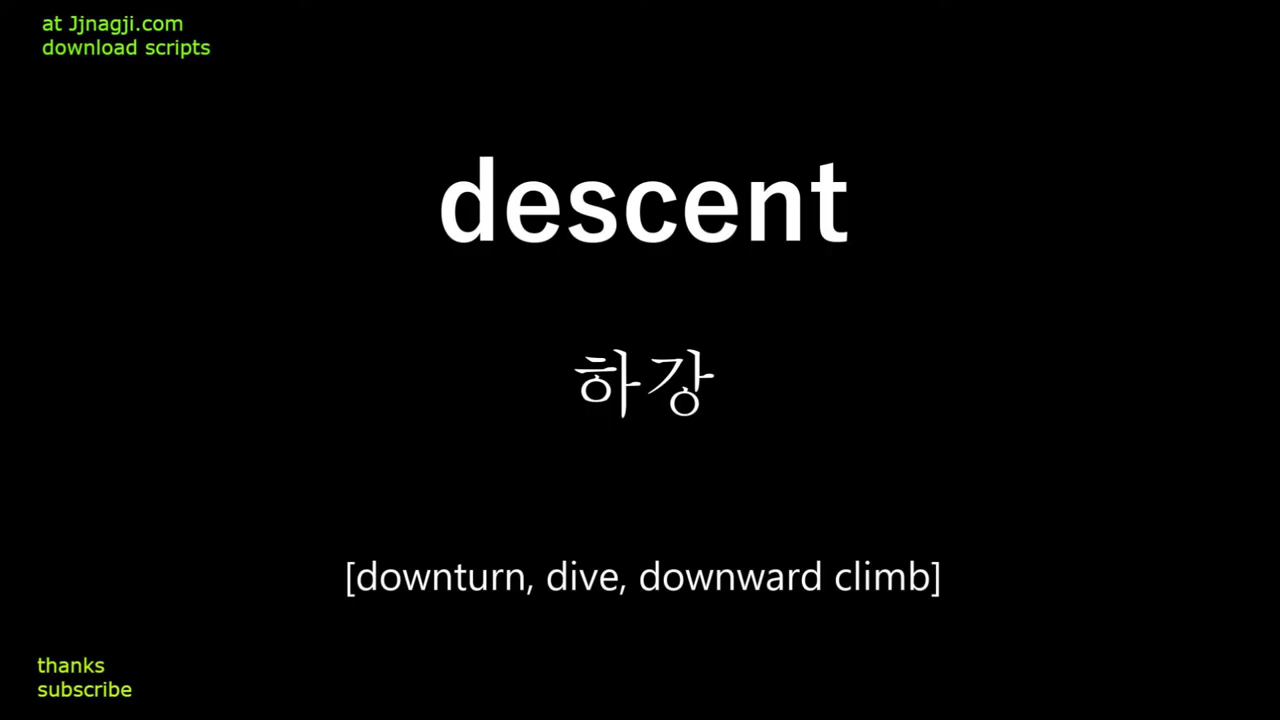 at Jjnagji.com
download scripts
descent
하강
[downturn, dive, downward climb]
thanks
subscribe